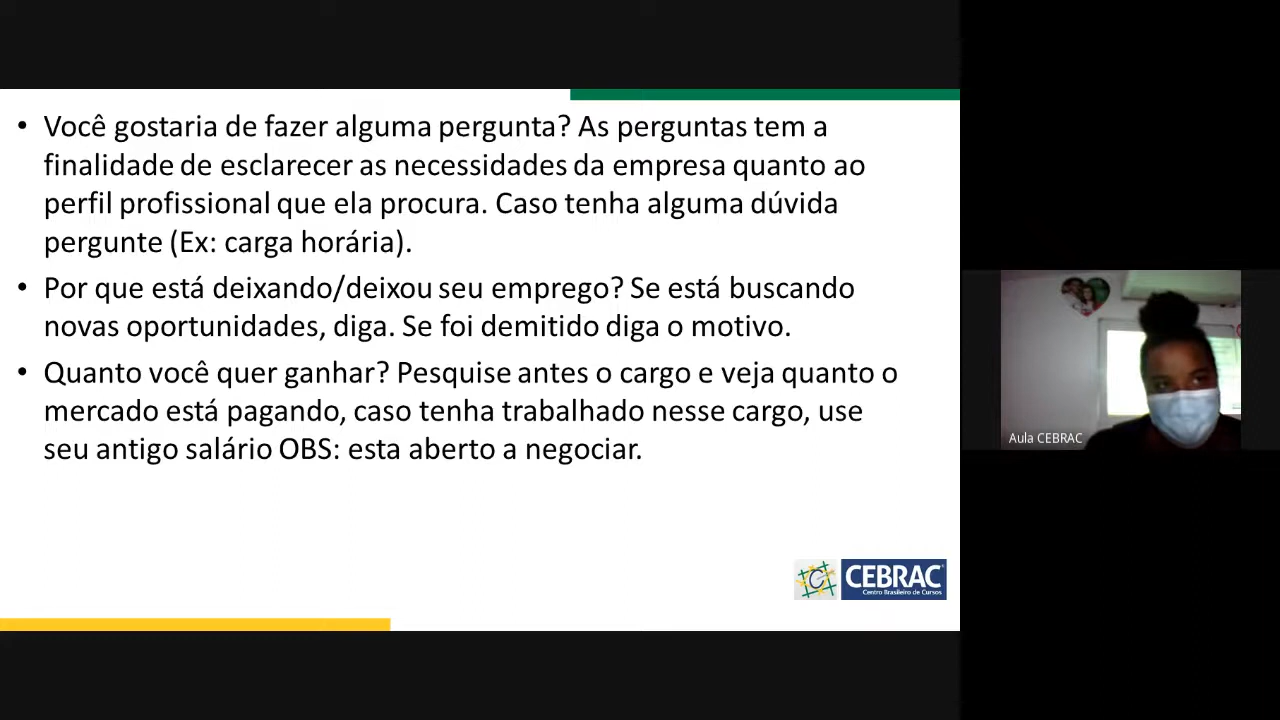 • Você gostaria de fazer alguma pergunta? As perguntas tem a
finalidade de esclarecer as necessidades da empresa quanto ao
perfil profissional que ela procura. Caso tenha alguma dúvida
pergunte (Ex: carga horária).
• Por que está deixando/deixou seu emprego? Se está buscando
novas oportunidades, diga. Se foi demitido diga o motivo.
• Quanto você quer ganhar? Pesquise antes o cargo e veja quanto o
mercado está pagando, caso tenha trabalhado nesse cargo, use
seu antigo salário OBS: esta aberto a negociar.
Aula CEBRAC
CEBRAC
Centro Brasileiro de Cursos